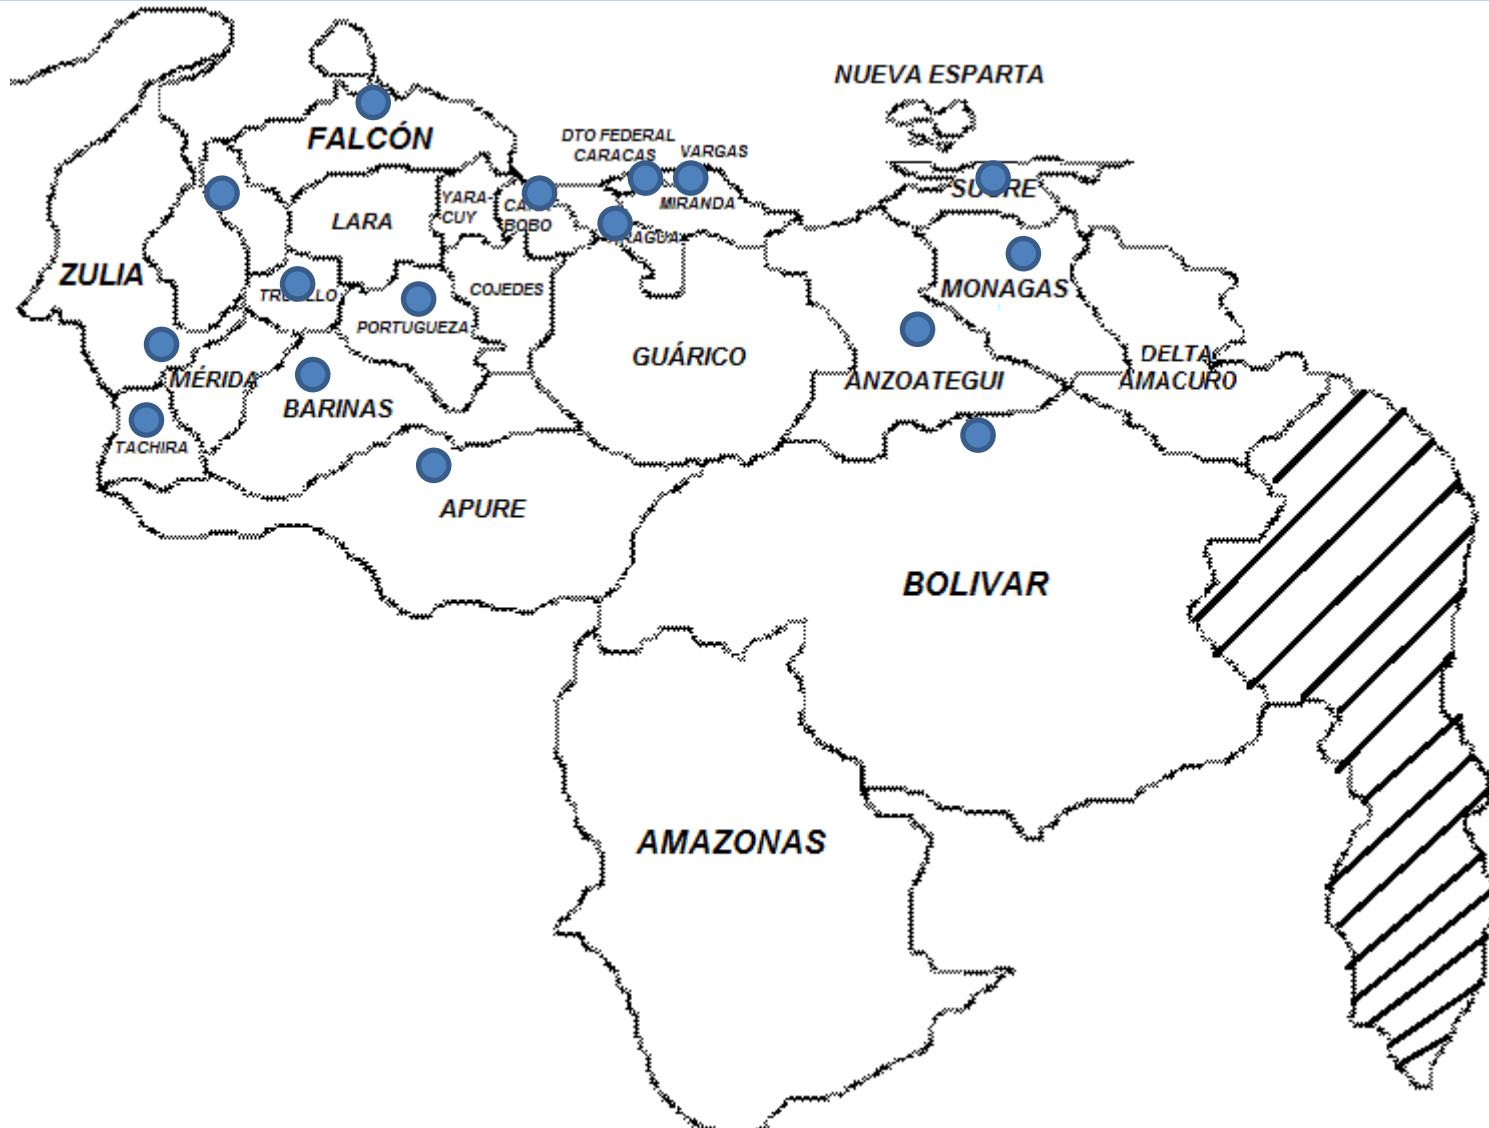 NUEVA ESPARTA
DTO FEDERAL
CARACAS
VARGAS
FALCÓN
MIRANDA
LARA
YARA-
CUY
BOBO
ZULIA
COJEDES
PORTUGUEZA
MONAGAS
GUÁRICO
MÉRIDA
BARINAS
ANZOATEGUI
DELTA
AMACURO
TACHIRA
APURE
BOLIVAR
AMAZONAS